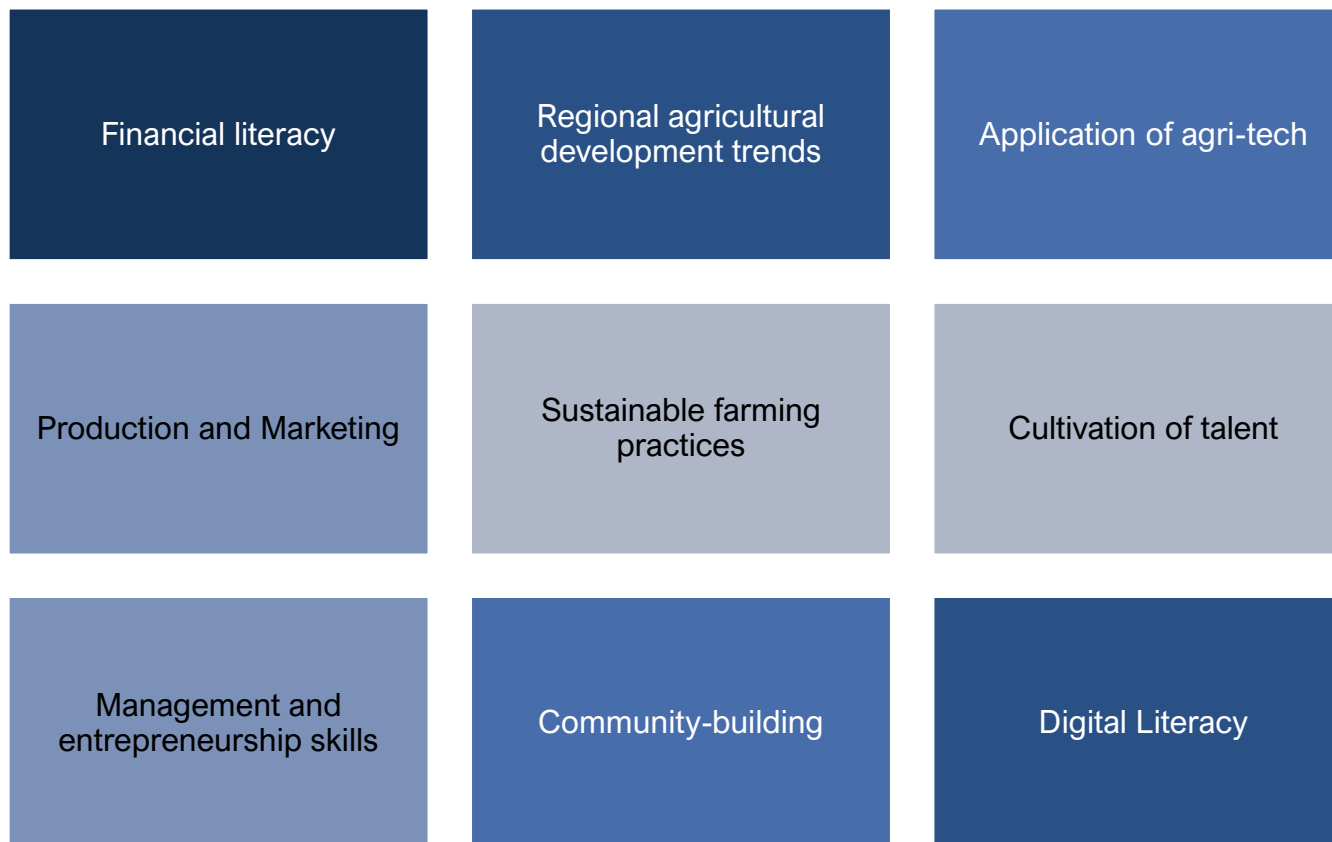 Financial literacy
Regional agricultural
development trends
Application of agri-tech
Production and Marketing
Sustainable farming
practices
Cultivation of talent
Management and
entrepreneurship skills
Community-building
Digital Literacy